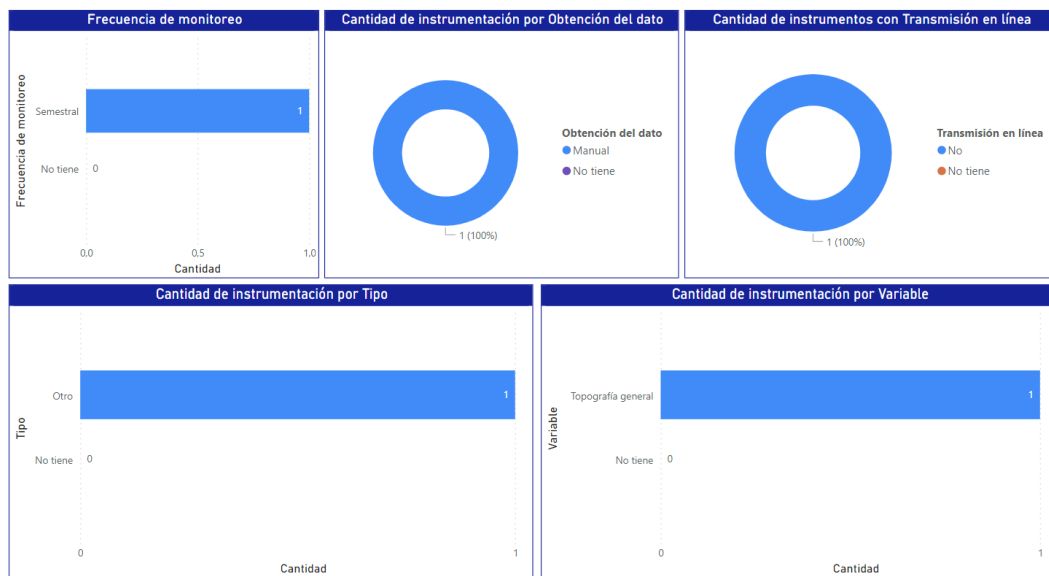 Frecuencia de monitoreo
Frecuencia de monitoreo
Semestral
1
No tiene
0
0,0
0,5
1,0
Cantidad
Cantidad de instrumentación por Obtención del dato
1 (100%)
Obtención del dato
Manual
No tiene
Cantidad de instrumentos con Transmisión en línea
1 (100%)
Transmisión en línea
No
No tiene
Cantidad de instrumentación por Tipo
Tipo
Otro
1
No tiene
0
0
1
Cantidad
Cantidad de instrumentación por Variable
Variable
Topografía general
1
No tiene
0
0
1
Cantidad